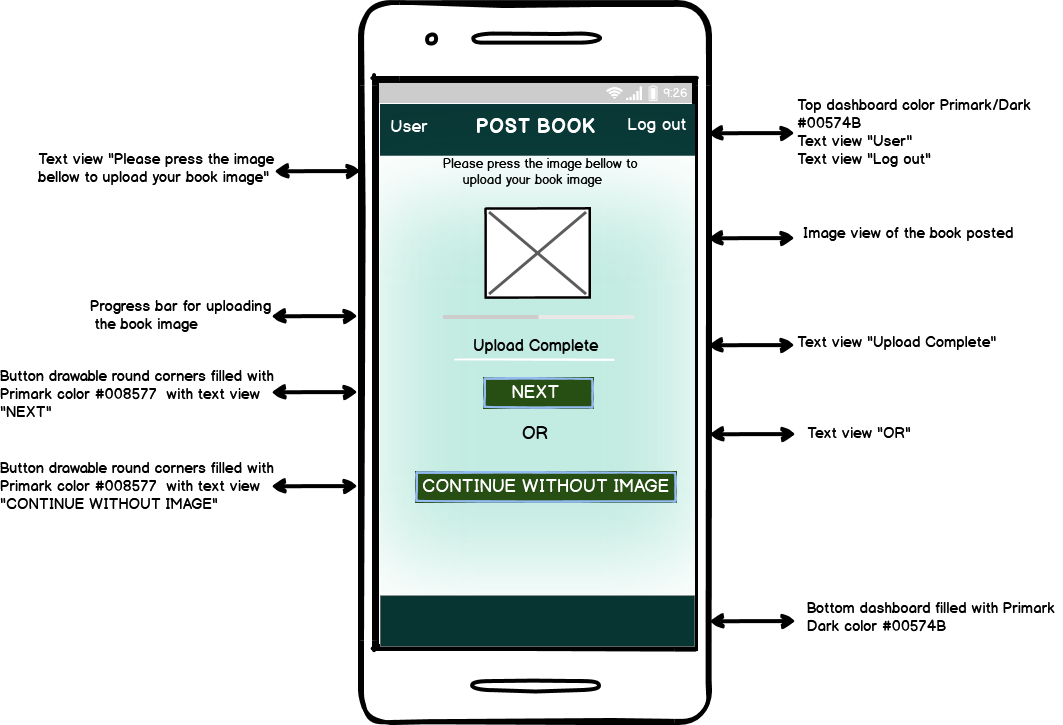 9:26
User
POST BOOK
Log out
Please press the image bellow to
upload your book image
Upload Complete
NEXT
OR
CONTINUE WITHOUT IMAGE
Text view "Please press the image
bellow to upload your book image"
Progress bar for uploading
the book image
Button drawable round corners filled with
Primark color #008577 with text view
"NEXT"
Button drawable round corners filled with
Primark color #008577 with text view
"CONTINUE WITHOUT IMAGE"
Top dashboard color Primark/Dark
#00574B
Text view "User"
Text view "Log out"
Image view of the book posted
Text view "Upload Complete"
Text view "OR"
Bottom dashboard filled with Primark
Dark color #00574B